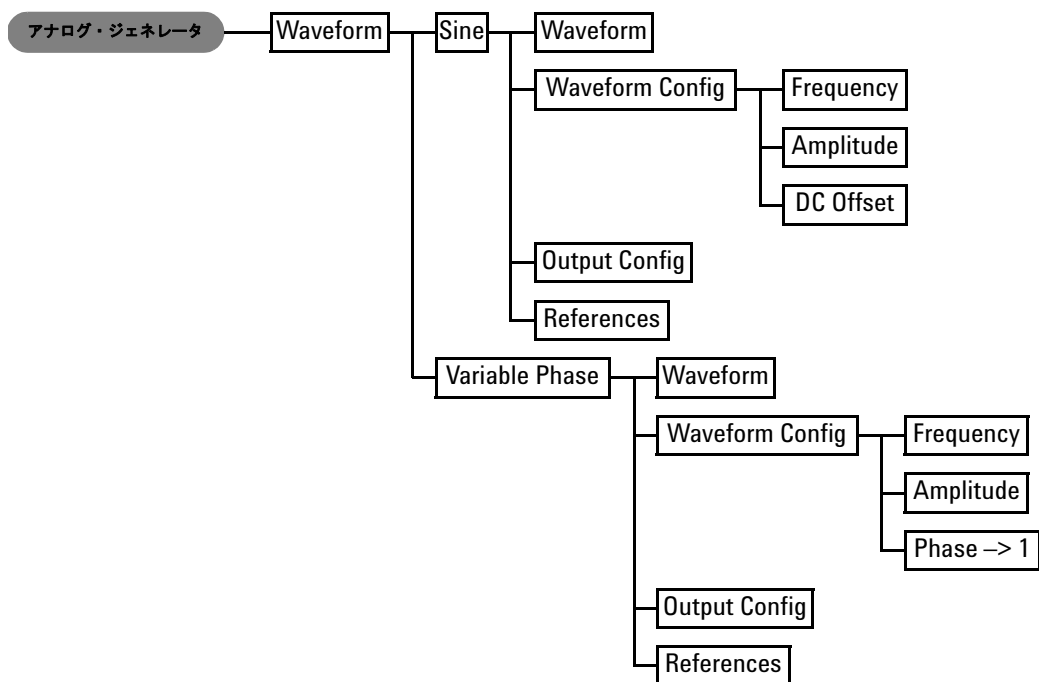 アナログ・ジェネレータ
Waveform
Sine
Waveform
Waveform Config
Frequency
Amplitude
DC Offset
Output Config
References
Variable Phase
Waveform
Waveform Config
Frequency
Amplitude
Phase –> 1
Output Config
References